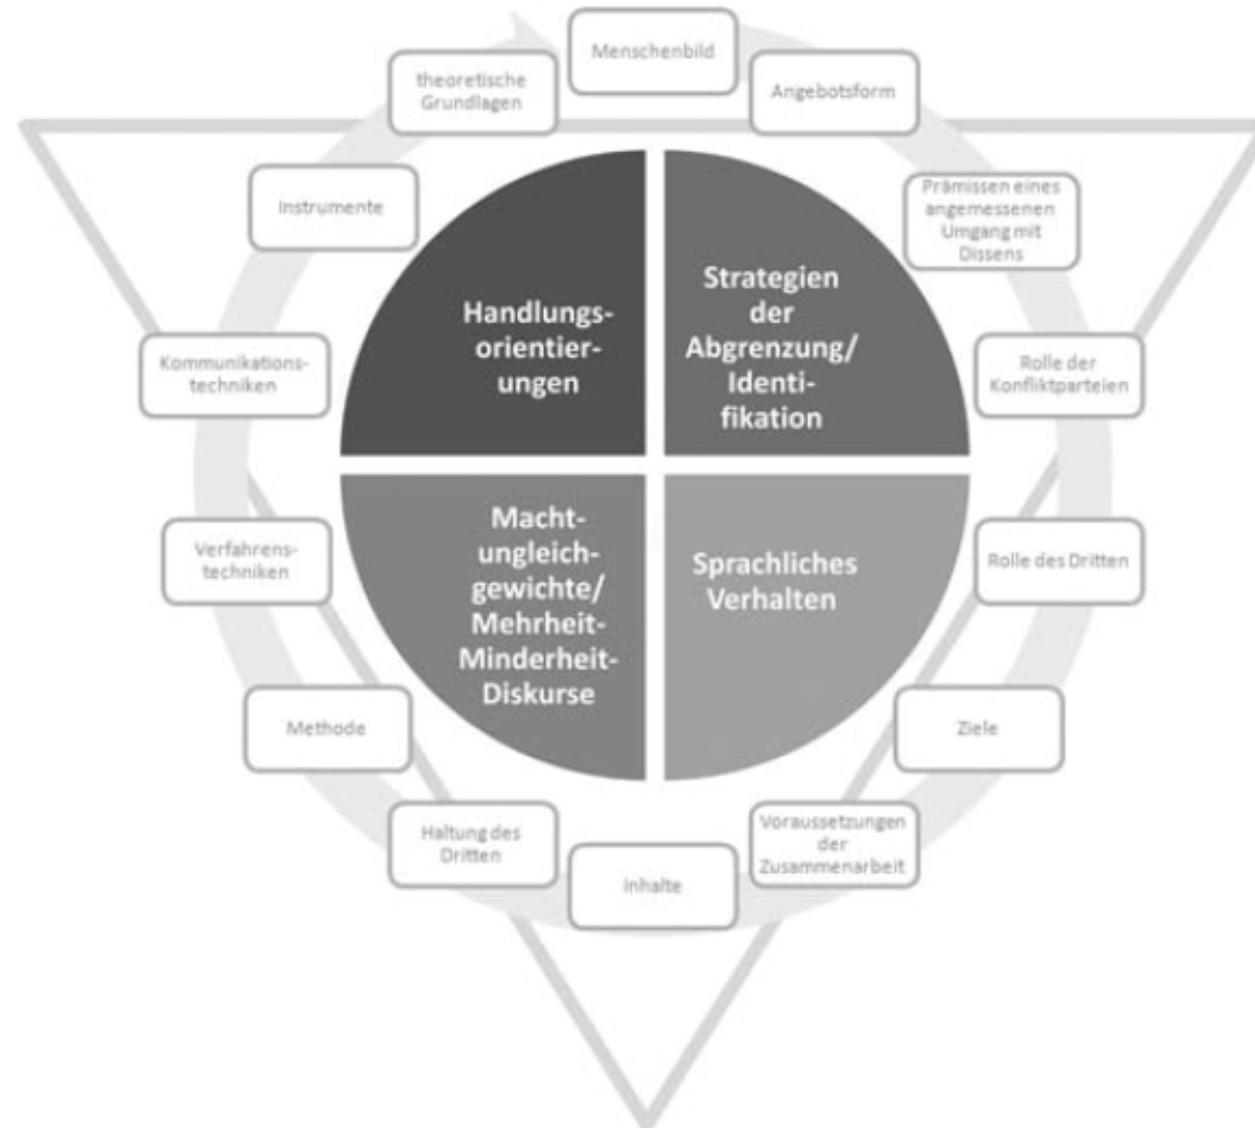 Menschenbild
Angebotsform
Prämissen eines
angemessenen
Umgang mit
Dissens
Rolle der
Konfliktparteien
Rolle des Dritten
Ziele
Voraussetzungen
der
Zusammenarbeit
Inhalte
Haltung des
Dritten
Methode
Verfahrens-
techniken
Kommunikations-
techniken
Instrumente
theoretische
Grundlagen
Handlungs-
orientier-
ungen
Strategien
der
Abgrenzung/
Identi-
fikation
Macht-
ungleich-
gewichte/
Mehrheit-
Minderheit-
Diskurse
Sprachliches
Verhalten